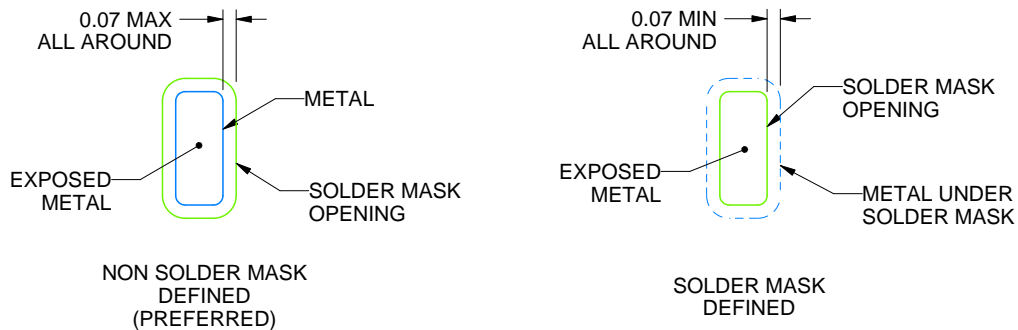 0.07 MAX
ALL AROUND
METAL
EXPOSED
METAL
SOLDER MASK
OPENING
NON SOLDER MASK
DEFINED
(PREFERRED)
0.07 MIN
ALL AROUND
SOLDER MASK
OPENING
EXPOSED
METAL
METAL UNDER
SOLDER MASK
SOLDER MASK
DEFINED